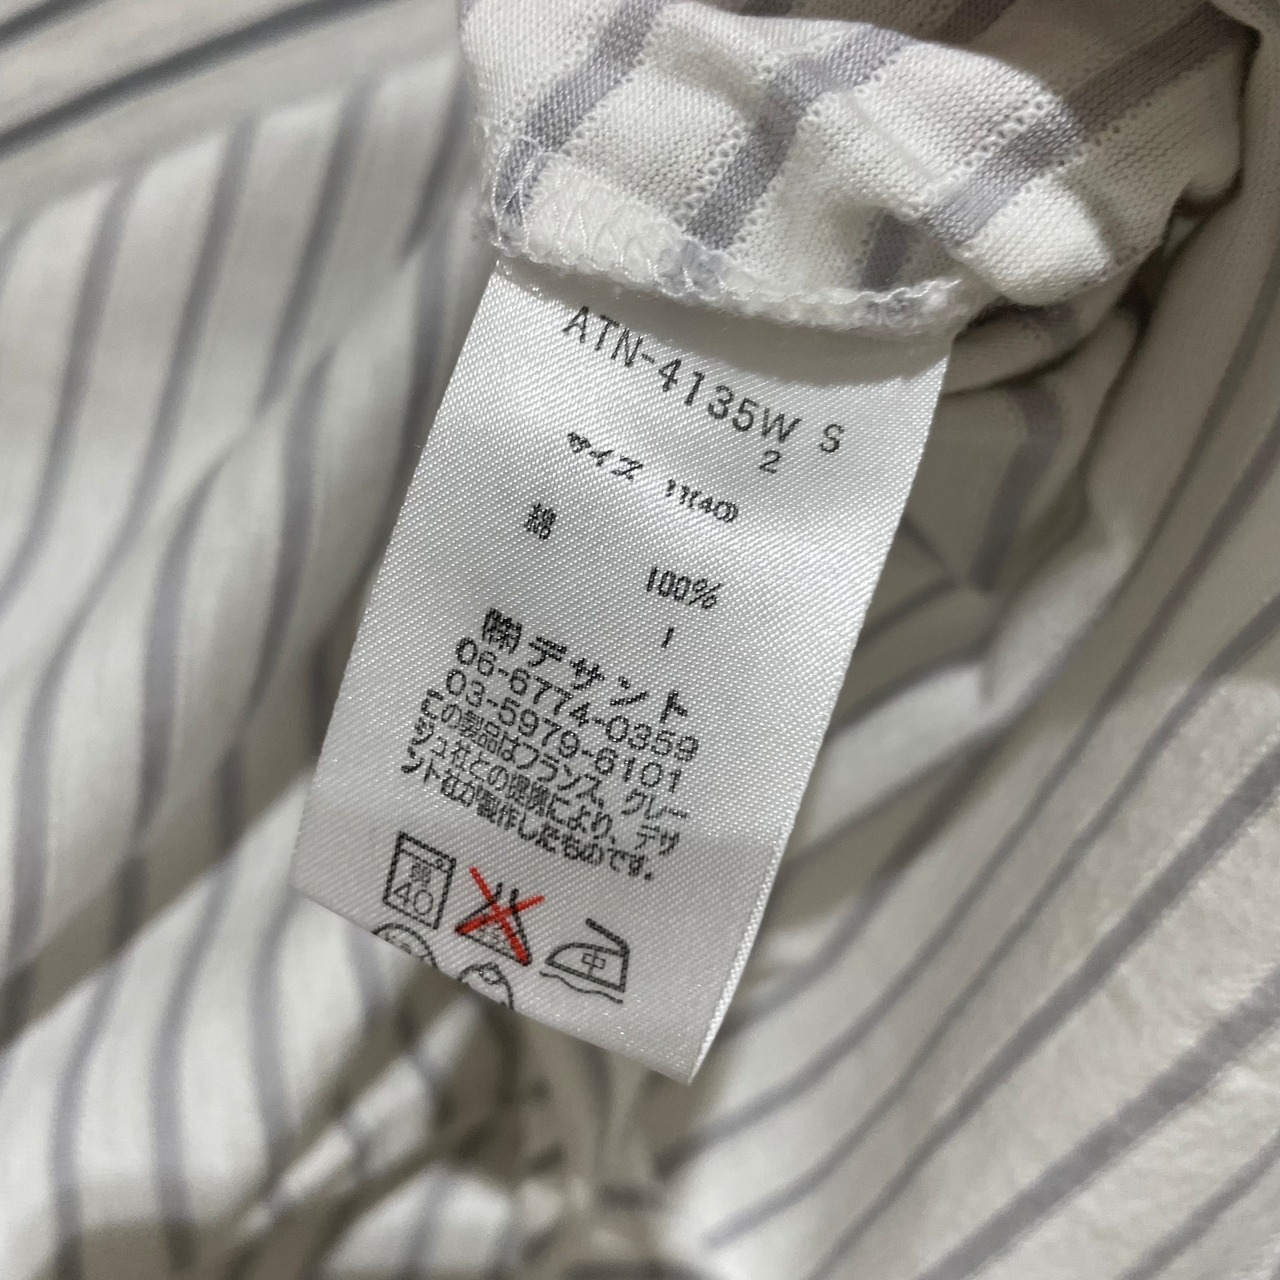 ATN-4135W S
2
サイズ 11(40)
綿
100%
1
㈱デサント
06-6774-0359
03-5979-6101
この製品はフランス、グレー
ジュ社との提携により、デサ
ント社が製作したものです。
40
中